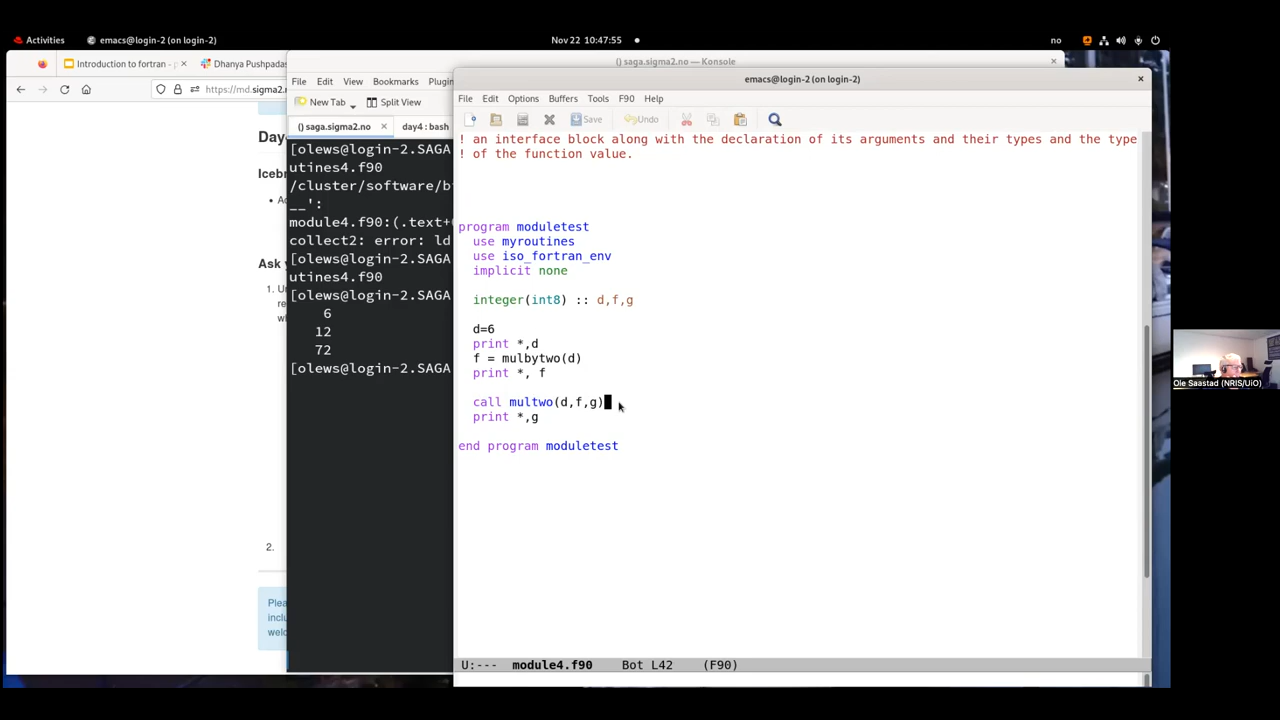 Activities
emacs@login-2 (on login-2)
Nov 22 10:47:55
no
Introduction to fortran -
Dhanya Pushpadas
https://md.sigma2.n
Day
Iceb
Ask y
1.
2.
Plea
inclu
welc
() saga.sigma2.no — Konsole
File Edit View Bookmarks Plugin
New Tab Split View
() saga.sigma2.no
day4 : bash
[olews@login-2.SAGA
utines4.f90
/cluster/software/b
__':
module4.f90:(.text+
collect2: error: ld
[olews@login-2.SAGA
utines4.f90
[olews@login-2.SAGA
6
12
72
[olews@login-2.SAGA
emacs@login-2 (on login-2)
File Edit Options Buffers Tools F90 Help
Save Undo
! an interface block along with the declaration of its arguments and their types and the type
! of the function value.
program moduletest
use myroutines
use iso_fortran_env
implicit none
integer(int8) :: d,f,g
d=6
print *,d
f = mulbytwo(d)
print *, f
call multwo(d,f,g)
print *,g
end program moduletest
U:--- module4.f90 Bot L42 (F90)
Ole Saastad (NRIS/UiO)